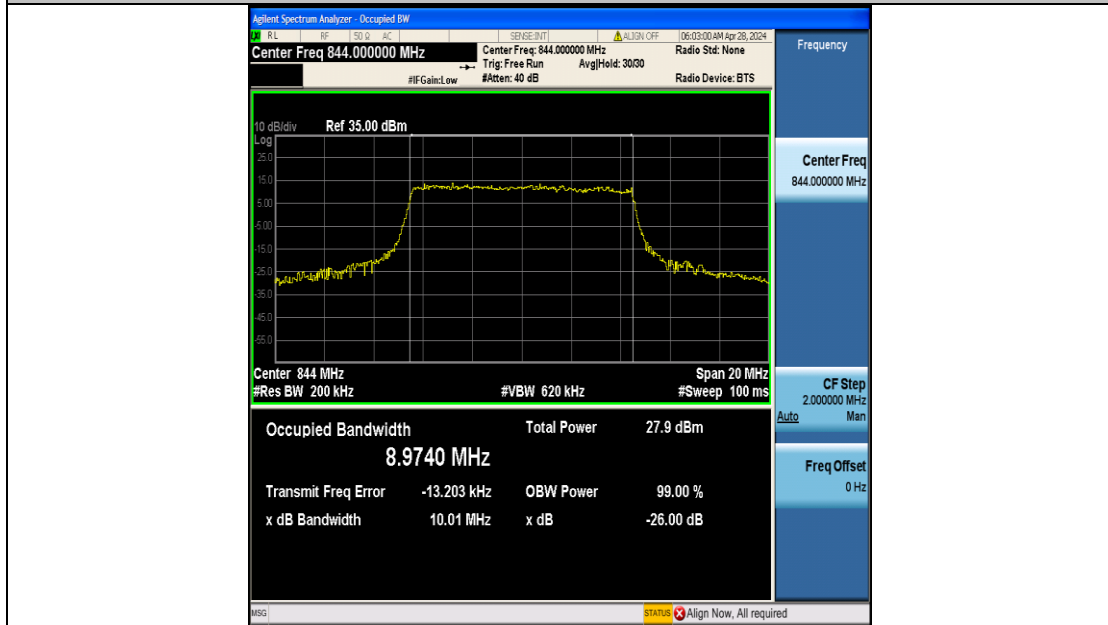 Agilent Spectrum Analyzer - Occupied BW
RL RF 50 Ω AC SENSE:INT ALIGN OFF 06:03:00 AM Apr 28, 2024
Center Freq 844.000000 MHz
Center Freq: 844.000000 MHz Radio Std: None
Trig: Free Run Avg|Hold: 30/30
#IFGain:Low #Atten: 40 dB Radio Device: BTS
10 dB/div Ref 35.00 dBm
Log
25.0
15.0
5.00
-5.00
-15.0
-25.0
-35.0
-45.0
-55.0
Center 844 MHz Span 20 MHz
#Res BW 200 kHz #VBW 620 kHz #Sweep 100 ms
Occupied Bandwidth Total Power 27.9 dBm
8.9740 MHz
Transmit Freq Error -13.203 kHz OBW Power 99.00 %
x dB Bandwidth 10.01 MHz x dB -26.00 dB
Frequency
Center Freq
844.000000 MHz
CF Step
2.000000 MHz
Auto Man
Freq Offset
0 Hz
MSG STATUS Align Now, All required